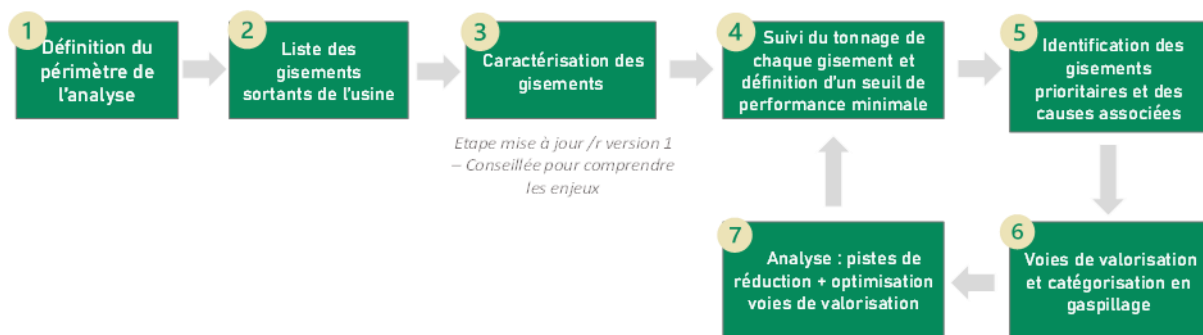 1
Définition du
périmètre de
l'analyse
2
Liste des
gisements
sortants de l'usine
3
Caractérisation des
gisements
Etape mise à jour /r version 1
– Conseillée pour comprendre
les enjeux
4
Suivi du tonnage de
chaque gisement et
définition d'un seuil de
performance minimale
5
Identification des
gisements
prioritaires et des
causes associées
6
Voies de valorisation
et catégorisation en
gaspillage
7
Analyse : pistes de
réduction + optimisation
voies de valorisation